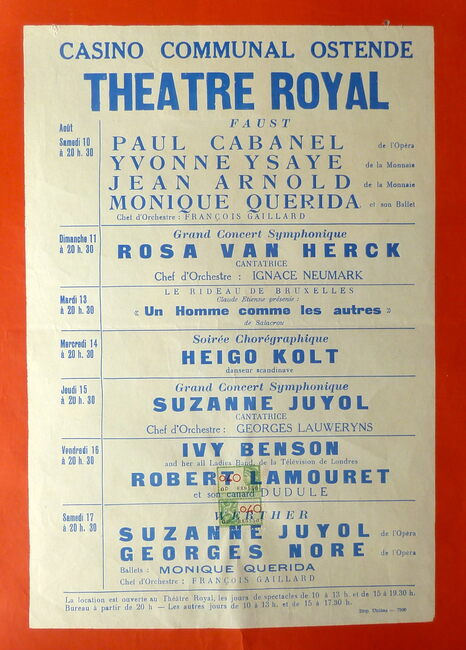 CASINO COMMUNAL OSTENDE
THEATRE ROYAL
Août
Samedi 10
à 20 h. 30
FAUST
PAUL CABANEL de l'Opéra
YVONNE YSAYE de la Monnaie
JEAN ARNOLD de la Monnaie
MONIQUE QUERIDA et son Ballet
Chef d'Orchestre : FRANÇOIS GAILLARD
Dimanche 11
à 20 h. 30
Grand Concert Symphonique
ROSA VAN HERCK
CANTATRICE
Chef d'Orchestre : IGNACE NEUMARK
Mardi 13
à 20 h. 30
LE RIDEAU DE BRUXELLES
Claude Etienne présente :
« Un Homme comme les autres »
de Salacrou
Mercredi 14
à 20 h. 30
Soirée Chorégraphique
HEIGO KOLT
danseur scandinave
Jeudi 15
à 20 h. 30
Grand Concert Symphonique
SUZANNE JUYOL
CANTATRICE
Chef d'Orchestre : GEORGES LAUWERYNS
Vendredi 16
à 20 h. 30
IVY BENSON
and her all Ladies Band, de la Télévision de Londres
ROBERT LAMOURET
et son canard DUDULE
Samedi 17
à 20 h. 30
WERTHER
SUZANNE JUYOL de l'Opéra
GEORGES NORE de l'Opéra
Ballets : MONIQUE QUERIDA
Chef d'Orchestre : FRANÇOIS GAILLARD
La location est ouverte au Théâtre Royal, les jours de spectacles de 10 à 13 h. et de 15 à 19.30 h.
Bureau à partir de 20 h — Les autres jours de 10 à 13 h. et de 15 à 17.30 h.